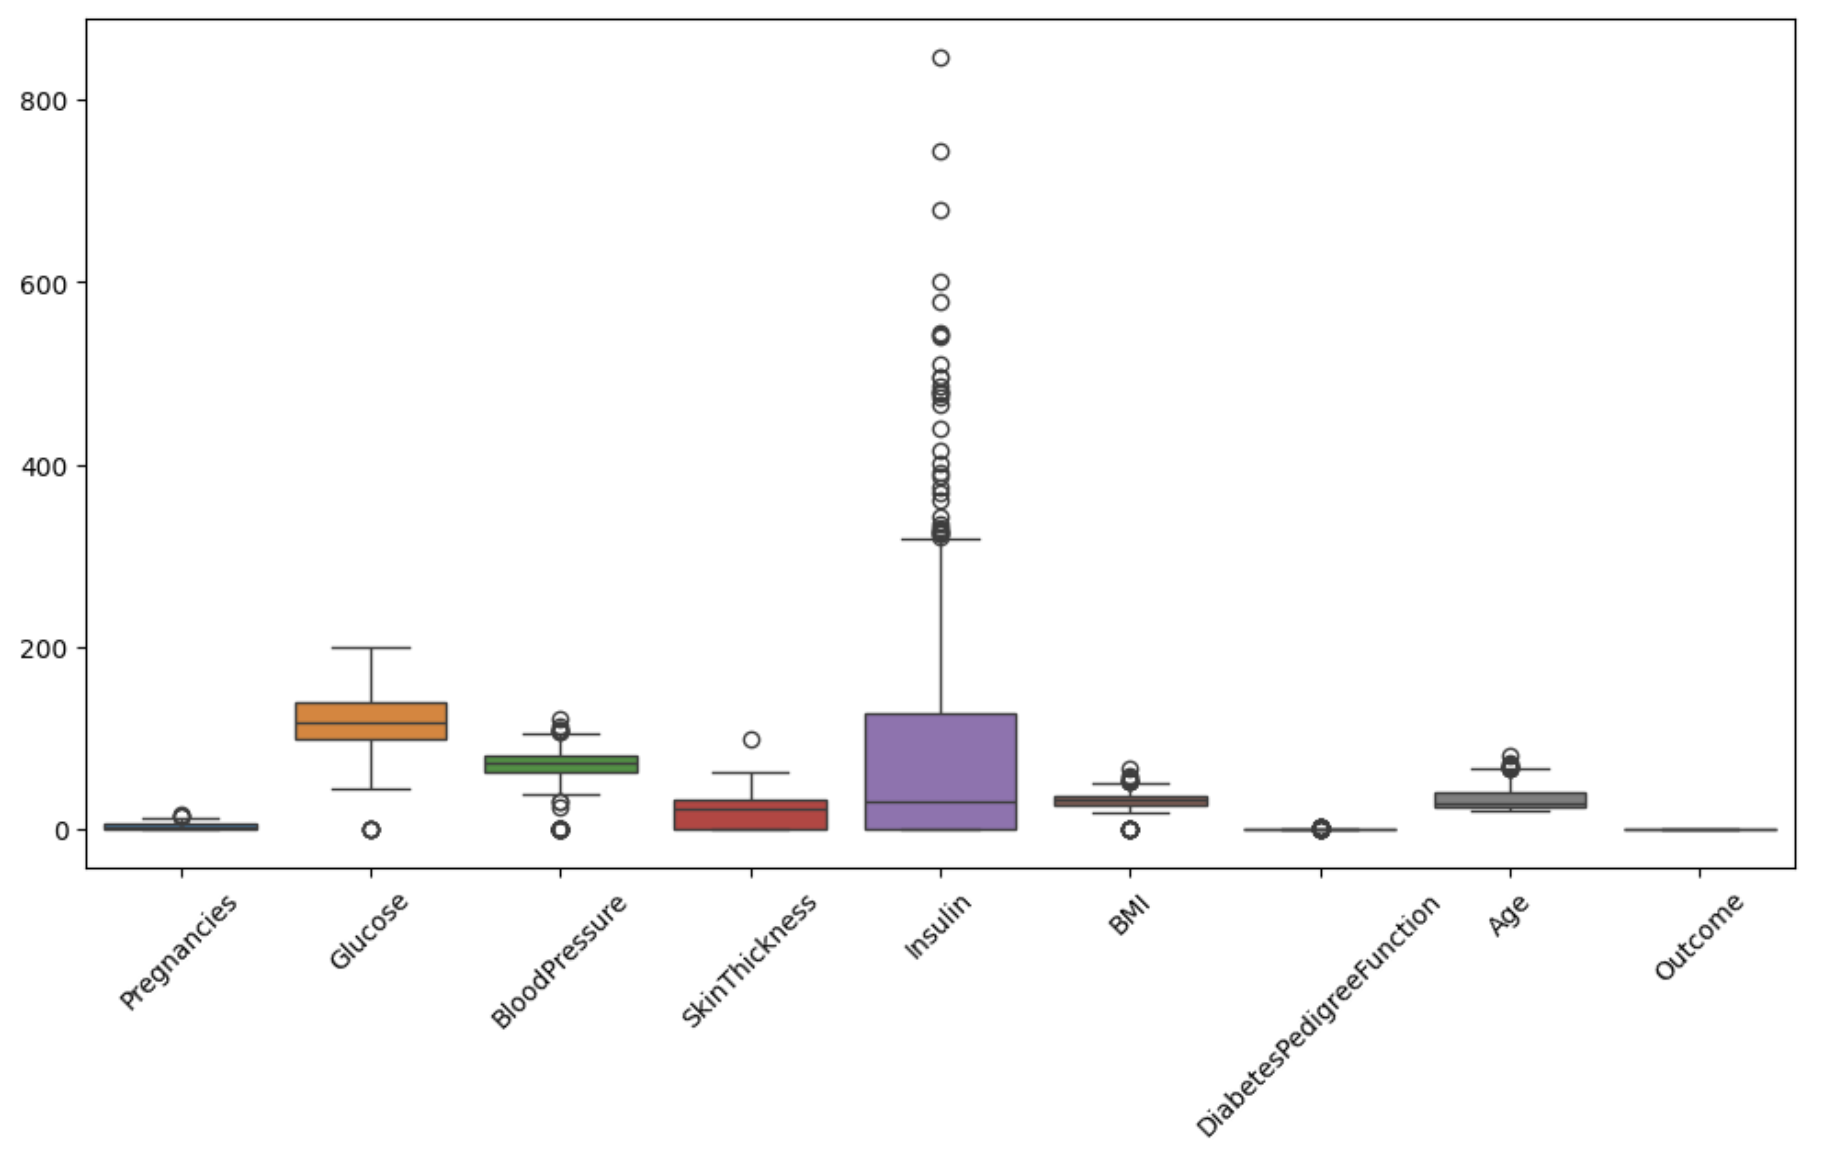 800
600
400
200
0
Pregnancies
Glucose
BloodPressure
SkinThickness
Insulin
BMI
DiabetesPedigreeFunction
Age
Outcome